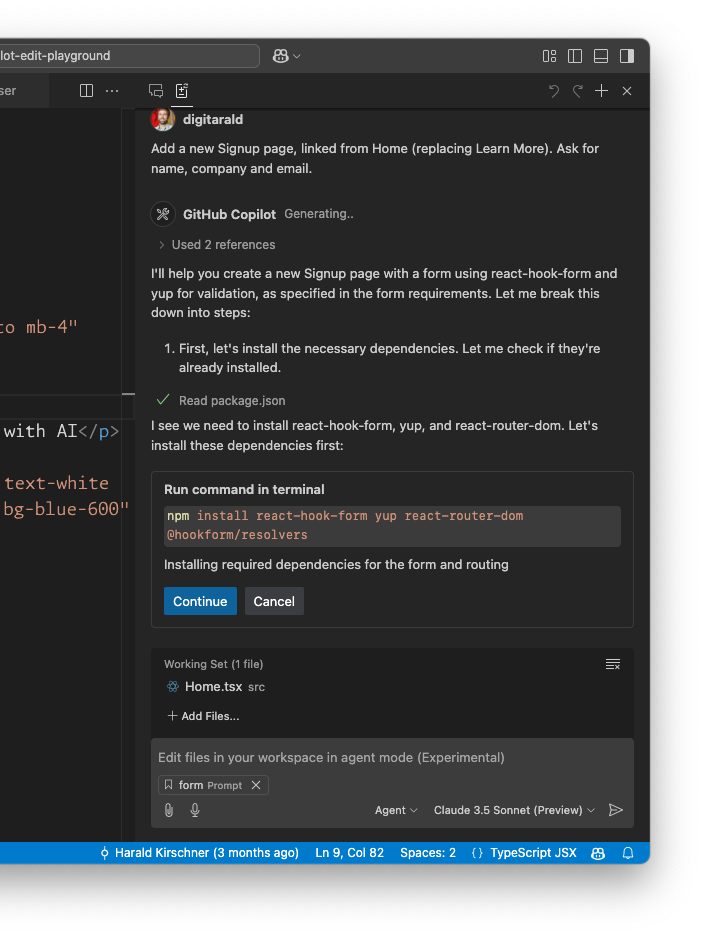 lot-edit-playground
ser
to mb-4"
with AI</p>
text-white
bg-blue-600"
digitarald
Add a new Signup page, linked from Home (replacing Learn More). Ask for
name, company and email.
GitHub Copilot Generating..
Used 2 references
I'll help you create a new Signup page with a form using react-hook-form and
yup for validation, as specified in the form requirements. Let me break this
down into steps:
1. First, let's install the necessary dependencies. Let me check if they're
already installed.
Read package.json
I see we need to install react-hook-form, yup, and react-router-dom. Let's
install these dependencies first:
Run command in terminal
npm install react-hook-form yup react-router-dom
@hookform/resolvers
Installing required dependencies for the form and routing
Continue Cancel
Working Set (1 file)
Home.tsx src
+ Add Files...
Edit files in your workspace in agent mode (Experimental)
form Prompt
Agent Claude 3.5 Sonnet (Preview)
Harald Kirschner (3 months ago) Ln 9, Col 82 Spaces: 2 {} TypeScript JSX